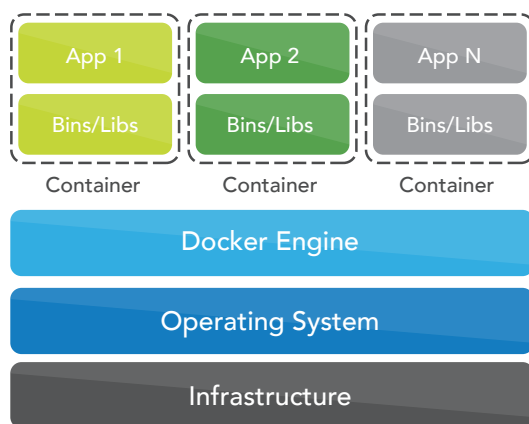 App 1 App 2 App N
Bins/Libs Bins/Libs Bins/Libs
Container Container Container
Docker Engine
Operating System
Infrastructure